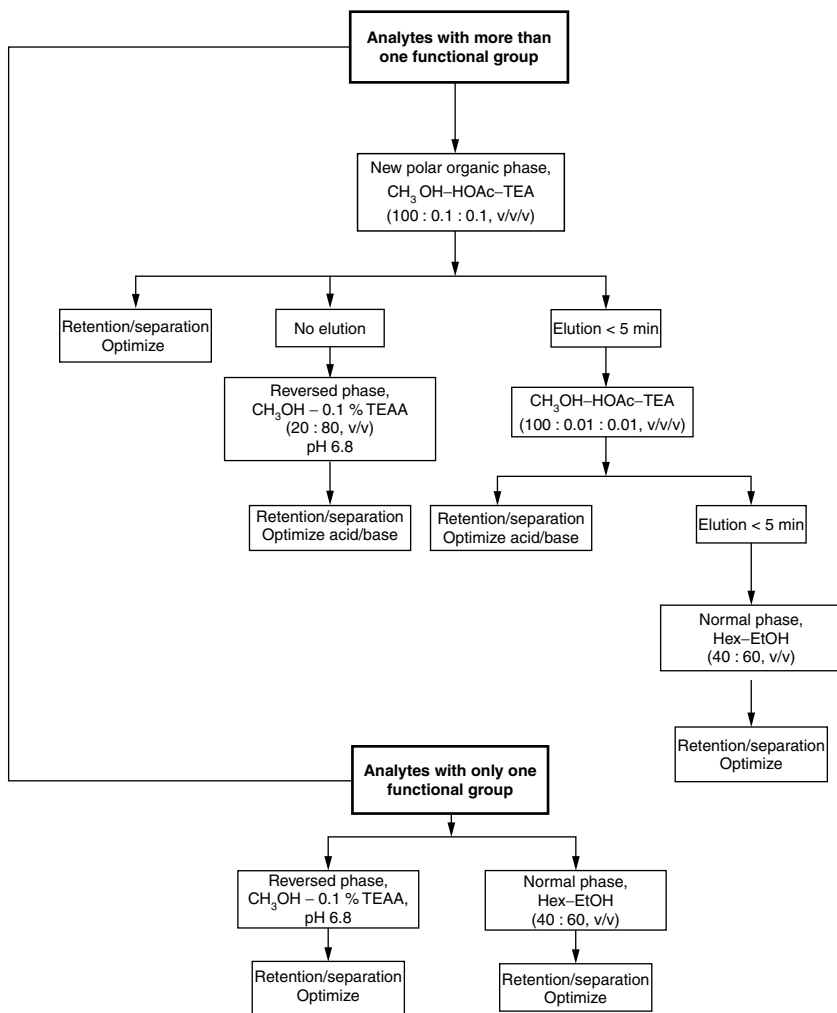 Analytes with more than
one functional group
New polar organic phase,
CH₃OH–HOAc–TEA
(100 : 0.1 : 0.1, v/v/v)
Retention/separation
Optimize
No elution
Elution < 5 min
Reversed phase,
CH₃OH – 0.1 % TEAA
(20 : 80, v/v)
pH 6.8
CH₃OH–HOAc–TEA
(100 : 0.01 : 0.01, v/v/v)
Retention/separation
Optimize acid/base
Retention/separation
Optimize acid/base
Elution < 5 min
Normal phase,
Hex–EtOH
(40 : 60, v/v)
Retention/separation
Optimize
Analytes with only one
functional group
Reversed phase,
CH₃OH – 0.1 % TEAA,
pH 6.8
Normal phase,
Hex–EtOH
(40 : 60, v/v)
Retention/separation
Optimize
Retention/separation
Optimize